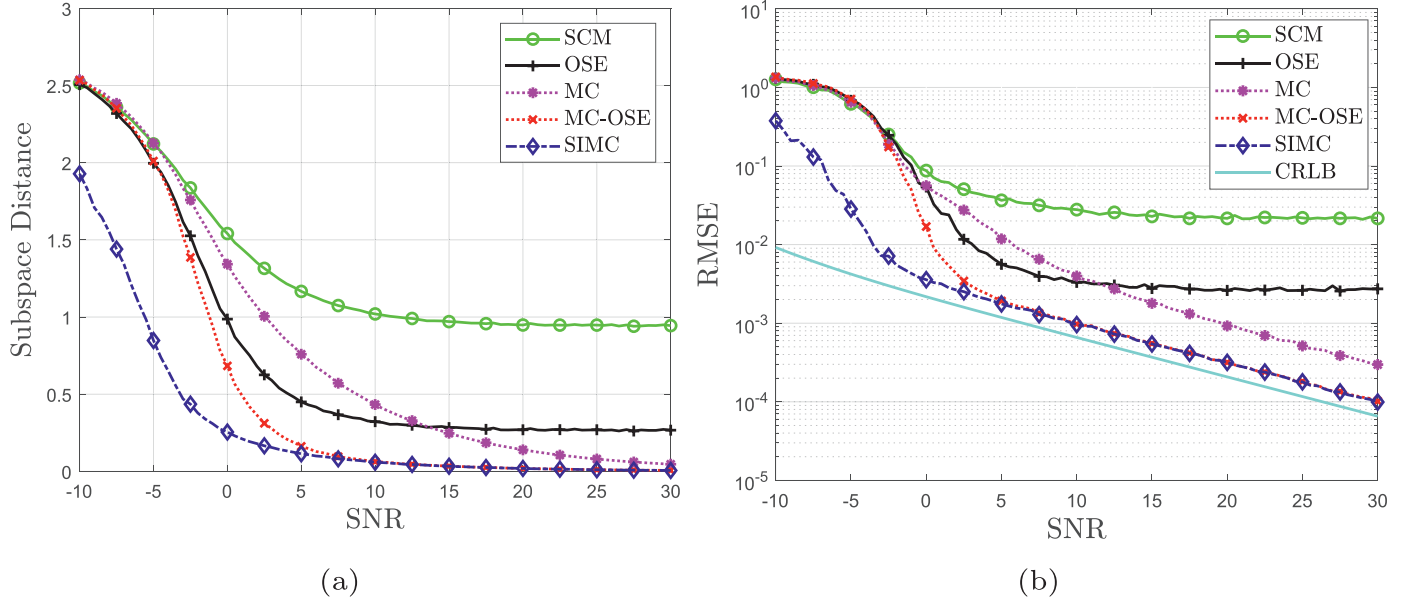 3
2.5
2
1.5
1
0.5
0
-10 -5 0 5 10 15 20 25 30
Subspace Distance
SNR
SCM
OSE
MC
MC-OSE
SIMC
(a)
10^1
10^0
10^-1
10^-2
10^-3
10^-4
10^-5
-10 -5 0 5 10 15 20 25 30
RMSE
SNR
SCM
OSE
MC
MC-OSE
SIMC
CRLB
(b)